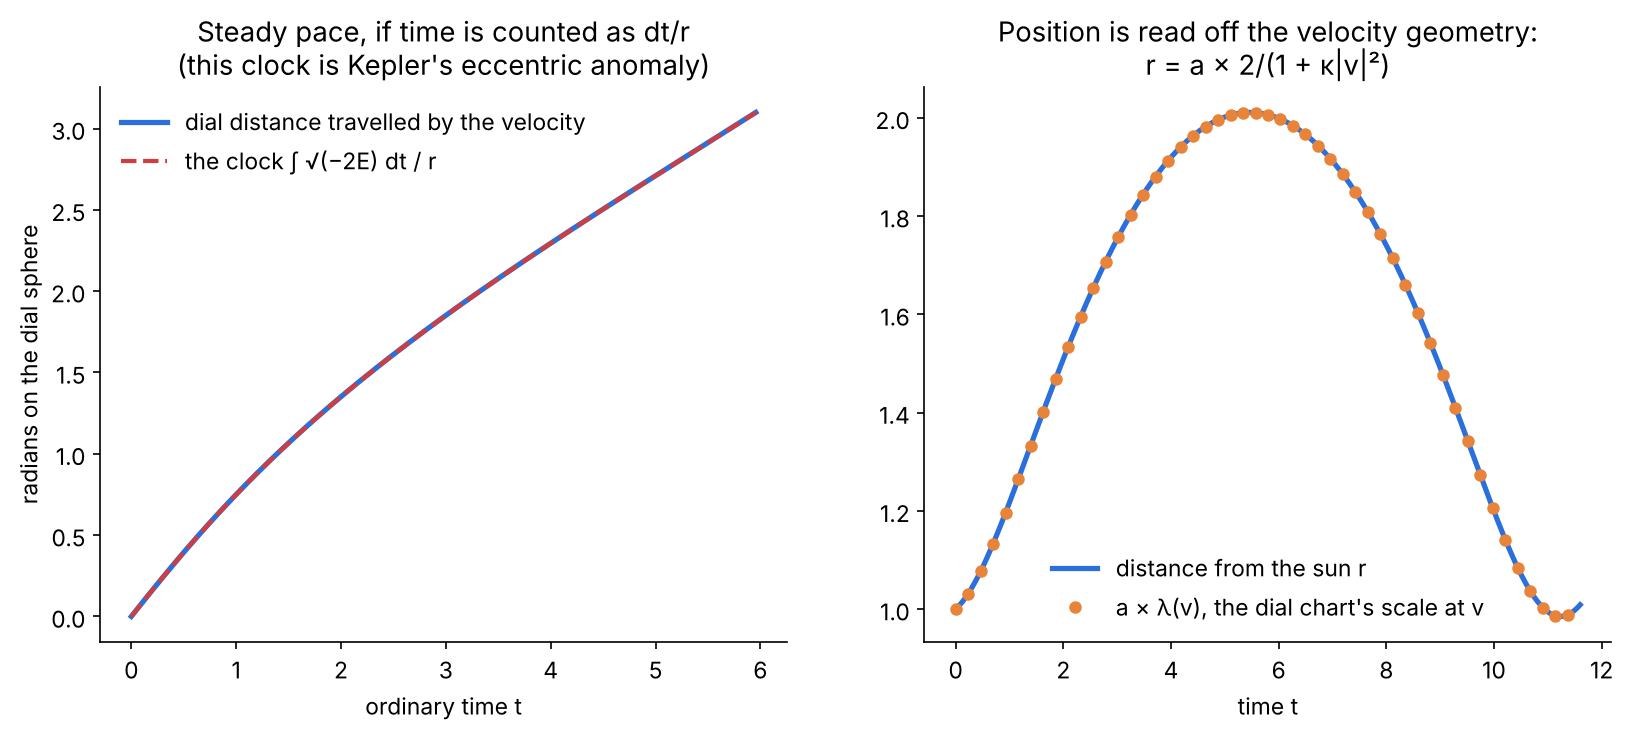 Steady pace, if time is counted as dt/r
(this clock is Kepler's eccentric anomaly)
dial distance travelled by the velocity
the clock ∫ √(−2E) dt / r
radians on the dial sphere
3.0
2.5
2.0
1.5
1.0
0.5
0.0
0 1 2 3 4 5 6
ordinary time t
Position is read off the velocity geometry:
r = a × 2/(1 + κ|v|²)
2.0
1.8
1.6
1.4
1.2
1.0
distance from the sun r
a × λ(v), the dial chart's scale at v
0 2 4 6 8 10 12
time t